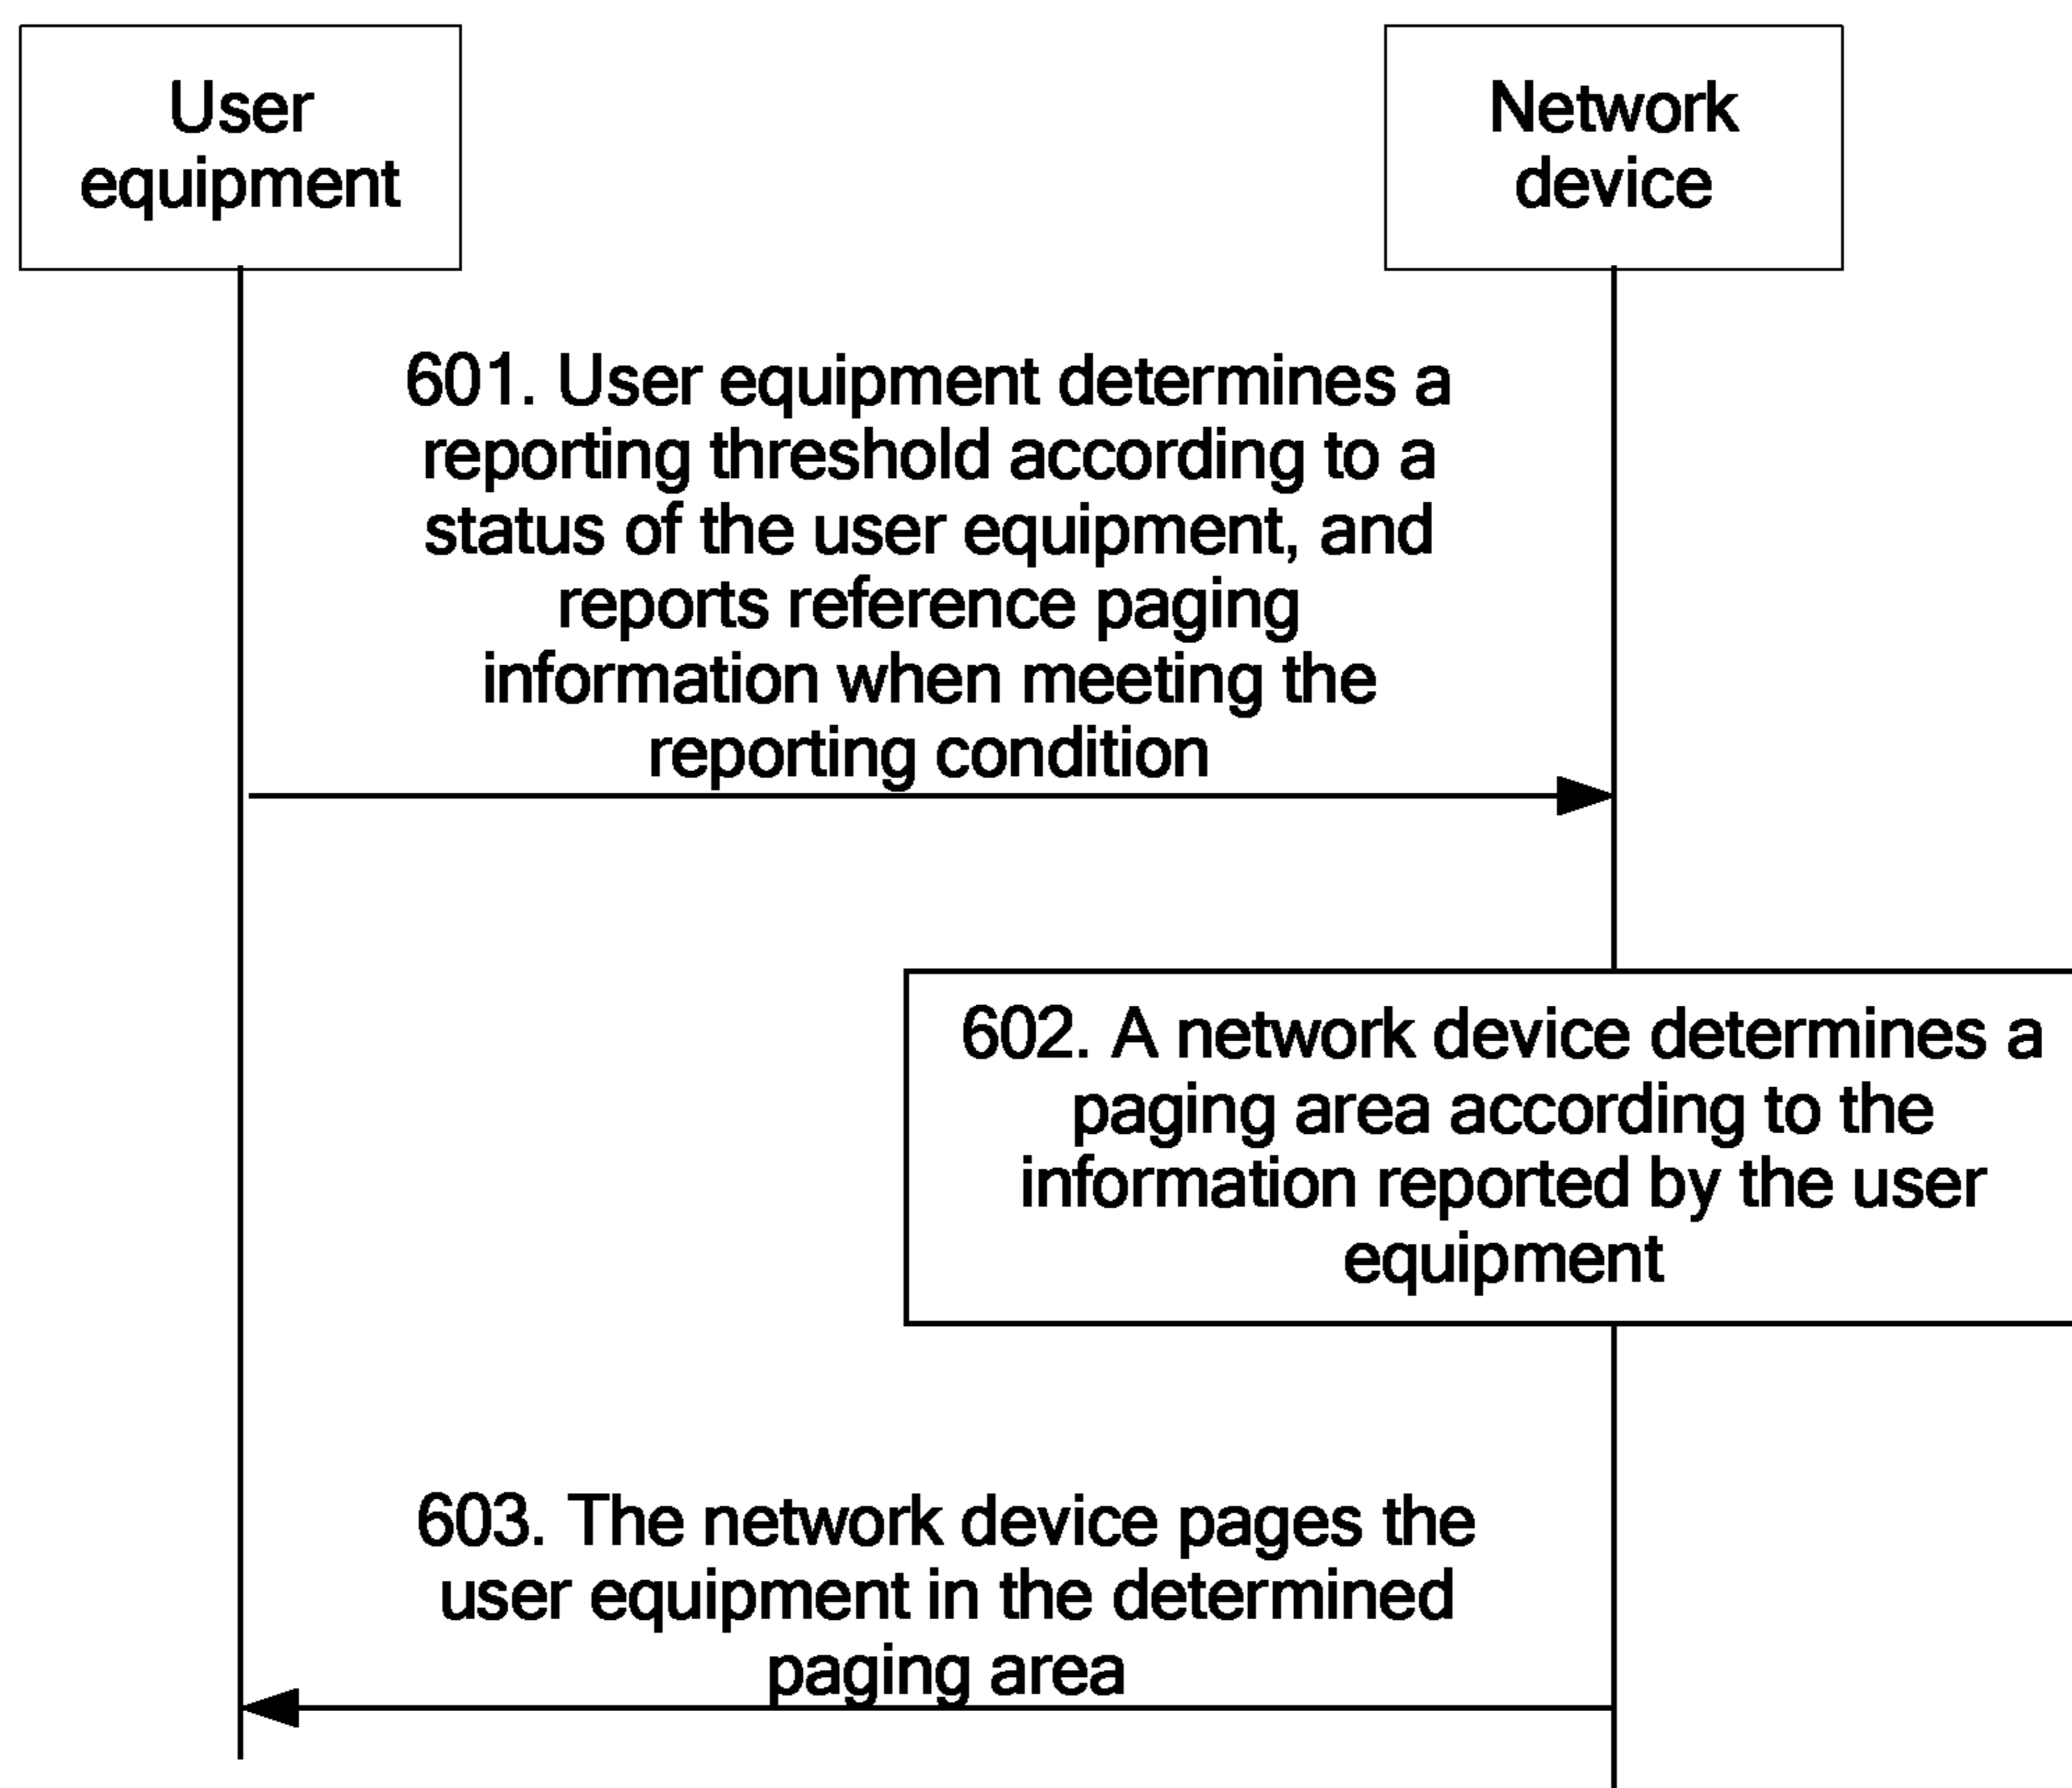 User
equipment
Network
device
601. User equipment determines a
reporting threshold according to a
status of the user equipment, and
reports reference paging
information when meeting the
reporting condition
602. A network device determines a
paging area according to the
information reported by the user
equipment
603. The network device pages the
user equipment in the determined
paging area